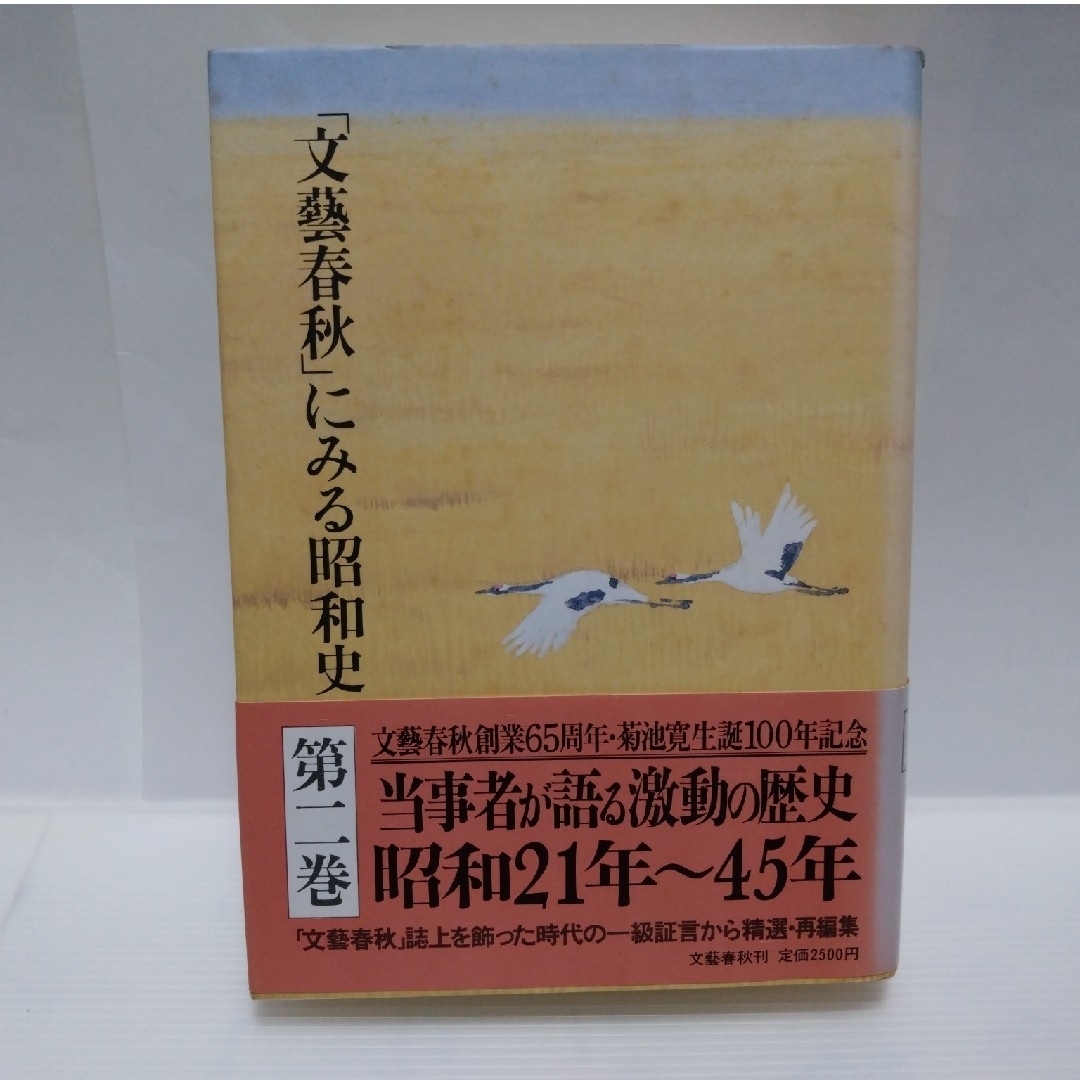 「文藝春秋」にみる昭和史
第二巻
文藝春秋創業65周年・菊池寛生誕100年記念
当事者が語る激動の歴史
昭和21年〜45年
「文藝春秋」誌上を飾った時代の一級証言から精選・再編集
文藝春秋刊 定価2500円